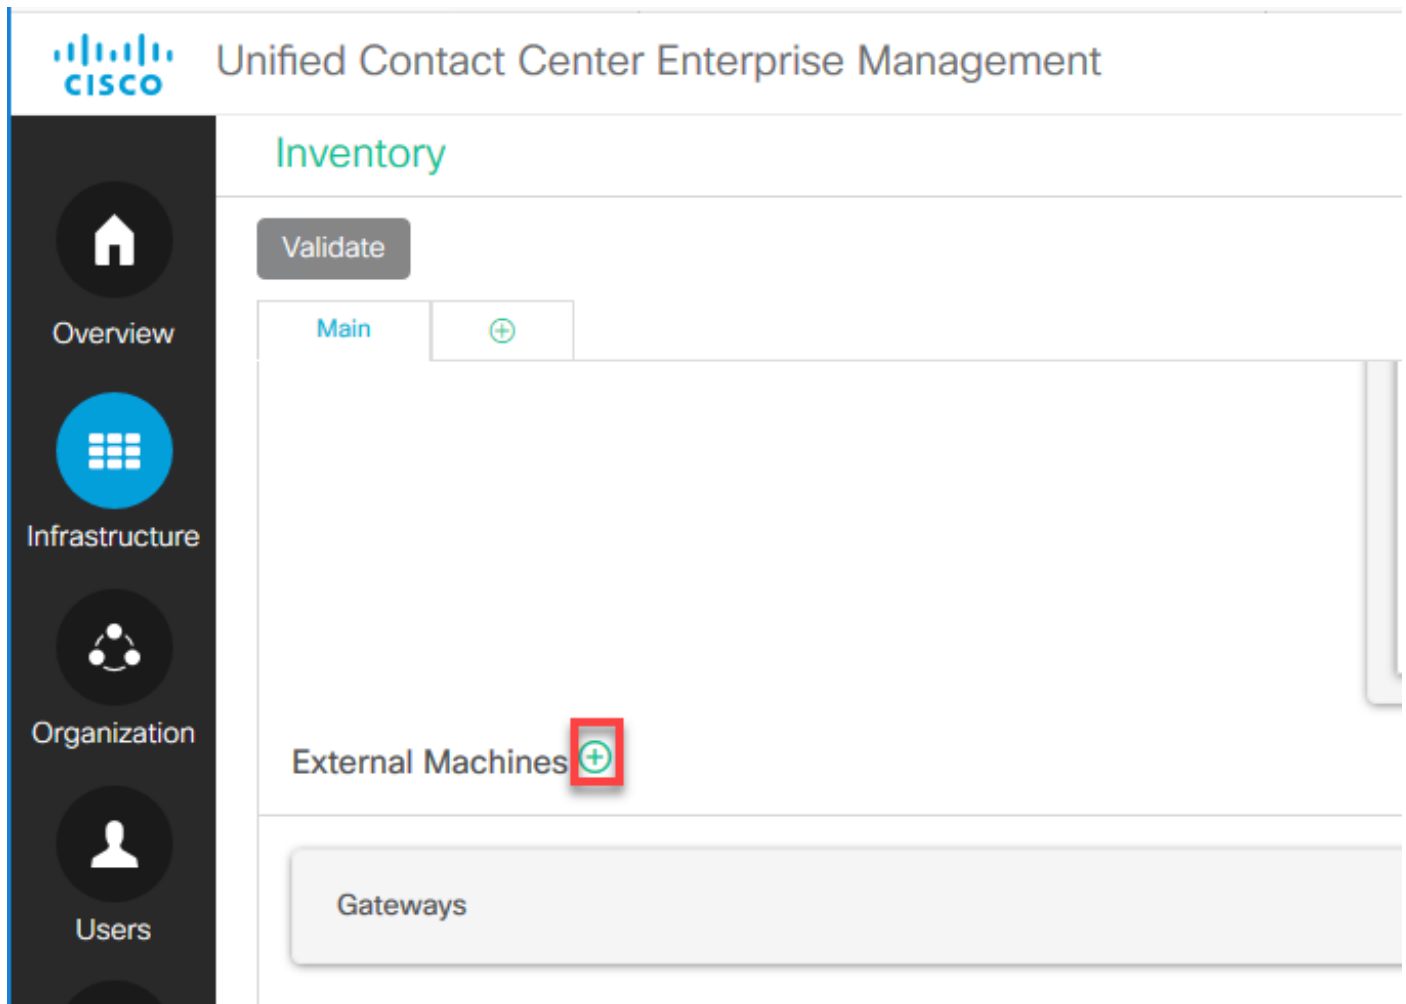 CISCO
Unified Contact Center Enterprise Management
Inventory
Validate
Main
Overview
Infrastructure
Organization
Users
External Machines
Gateways